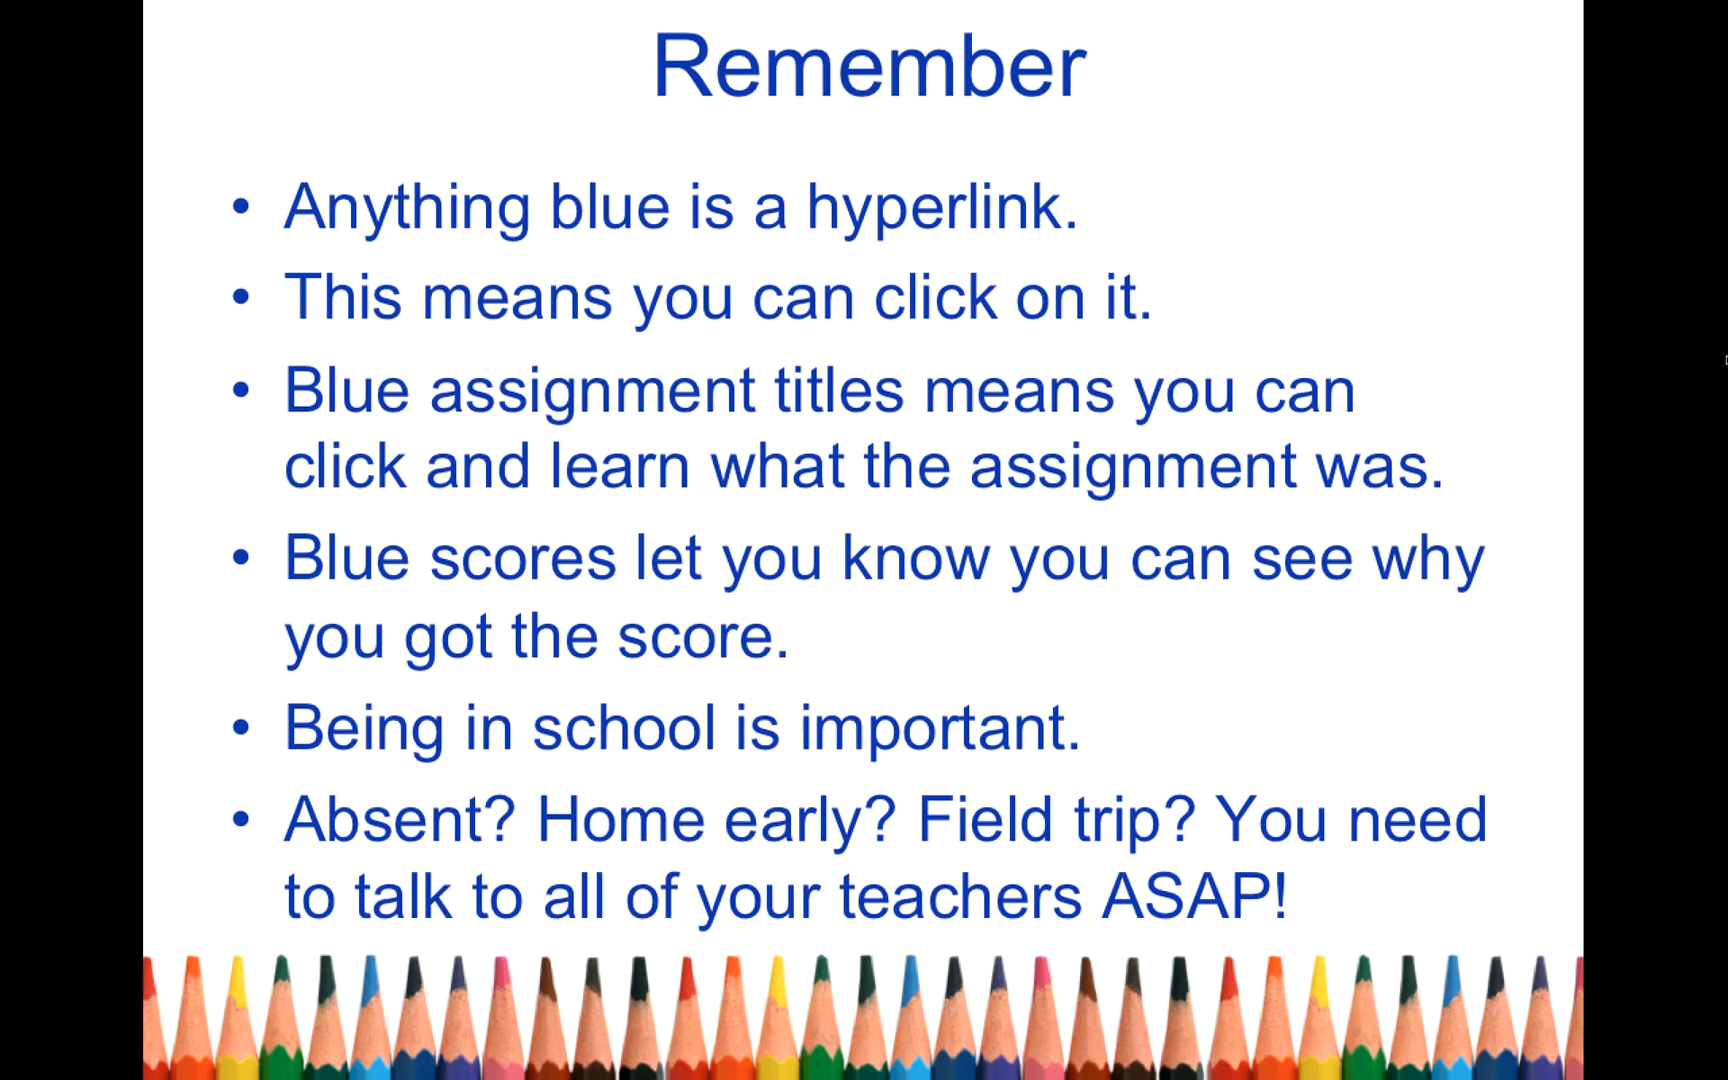 Remember
• Anything blue is a hyperlink.
• This means you can click on it.
• Blue assignment titles means you can
click and learn what the assignment was.
• Blue scores let you know you can see why
you got the score.
• Being in school is important.
• Absent? Home early? Field trip? You need
to talk to all of your teachers ASAP!